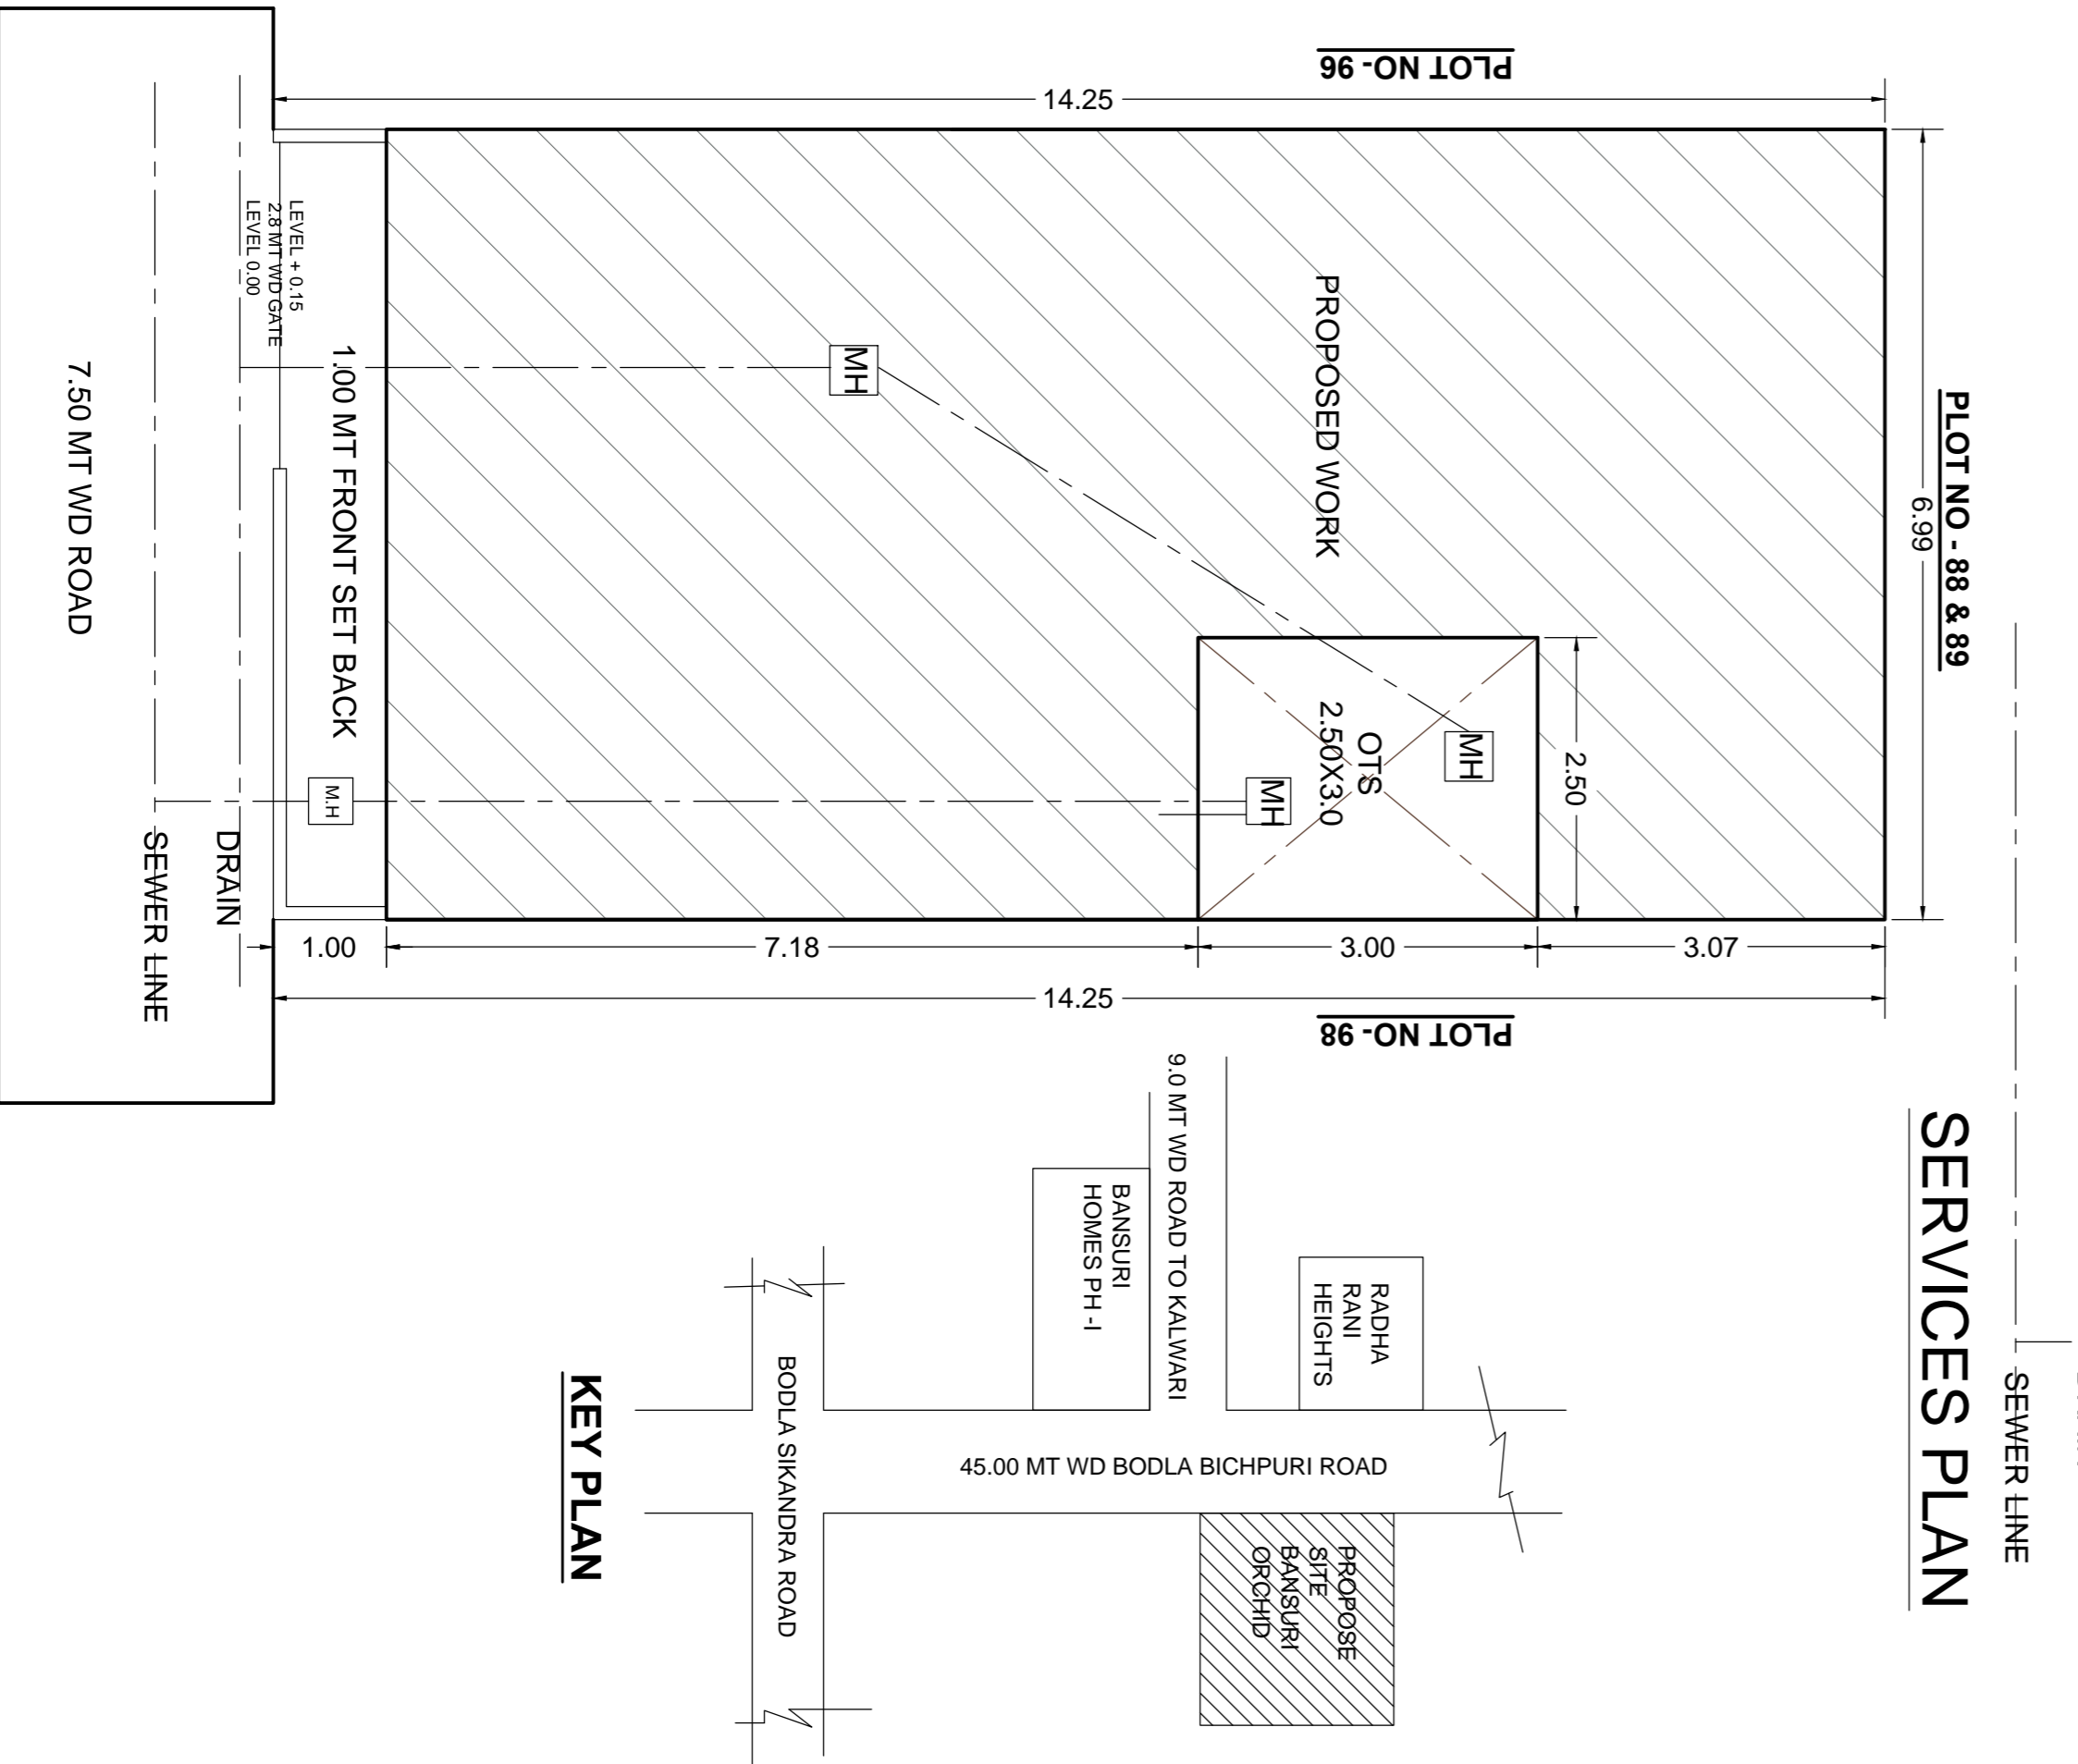 PLOT NO- 96
14.25
PLOT NO - 88 & 89
6.99
PROPOSED WORK
MH
LEVEL + 0.15
2.8 MT WD GATE
LEVEL 0.00
1.00 MT FRONT SET BACK
7.50 MT WD ROAD
MH
OTS
2.50X3.0
2.50
MH
M.H
DRAIN
SEWER LINE
1.00
7.18
3.00
3.07
14.25
PLOT NO- 98
SERVICES PLAN
SEWER LINE
9.0 MT WD ROAD TO KALWARI
BANSURI
HOMES PH -I
RADHA
RANI
HEIGHTS
45.00 MT WD BODLA BICHPURI ROAD
BODLA SIKANDRA ROAD
PROPOSE
SITE
BANSURI
ORCHID
KEY PLAN